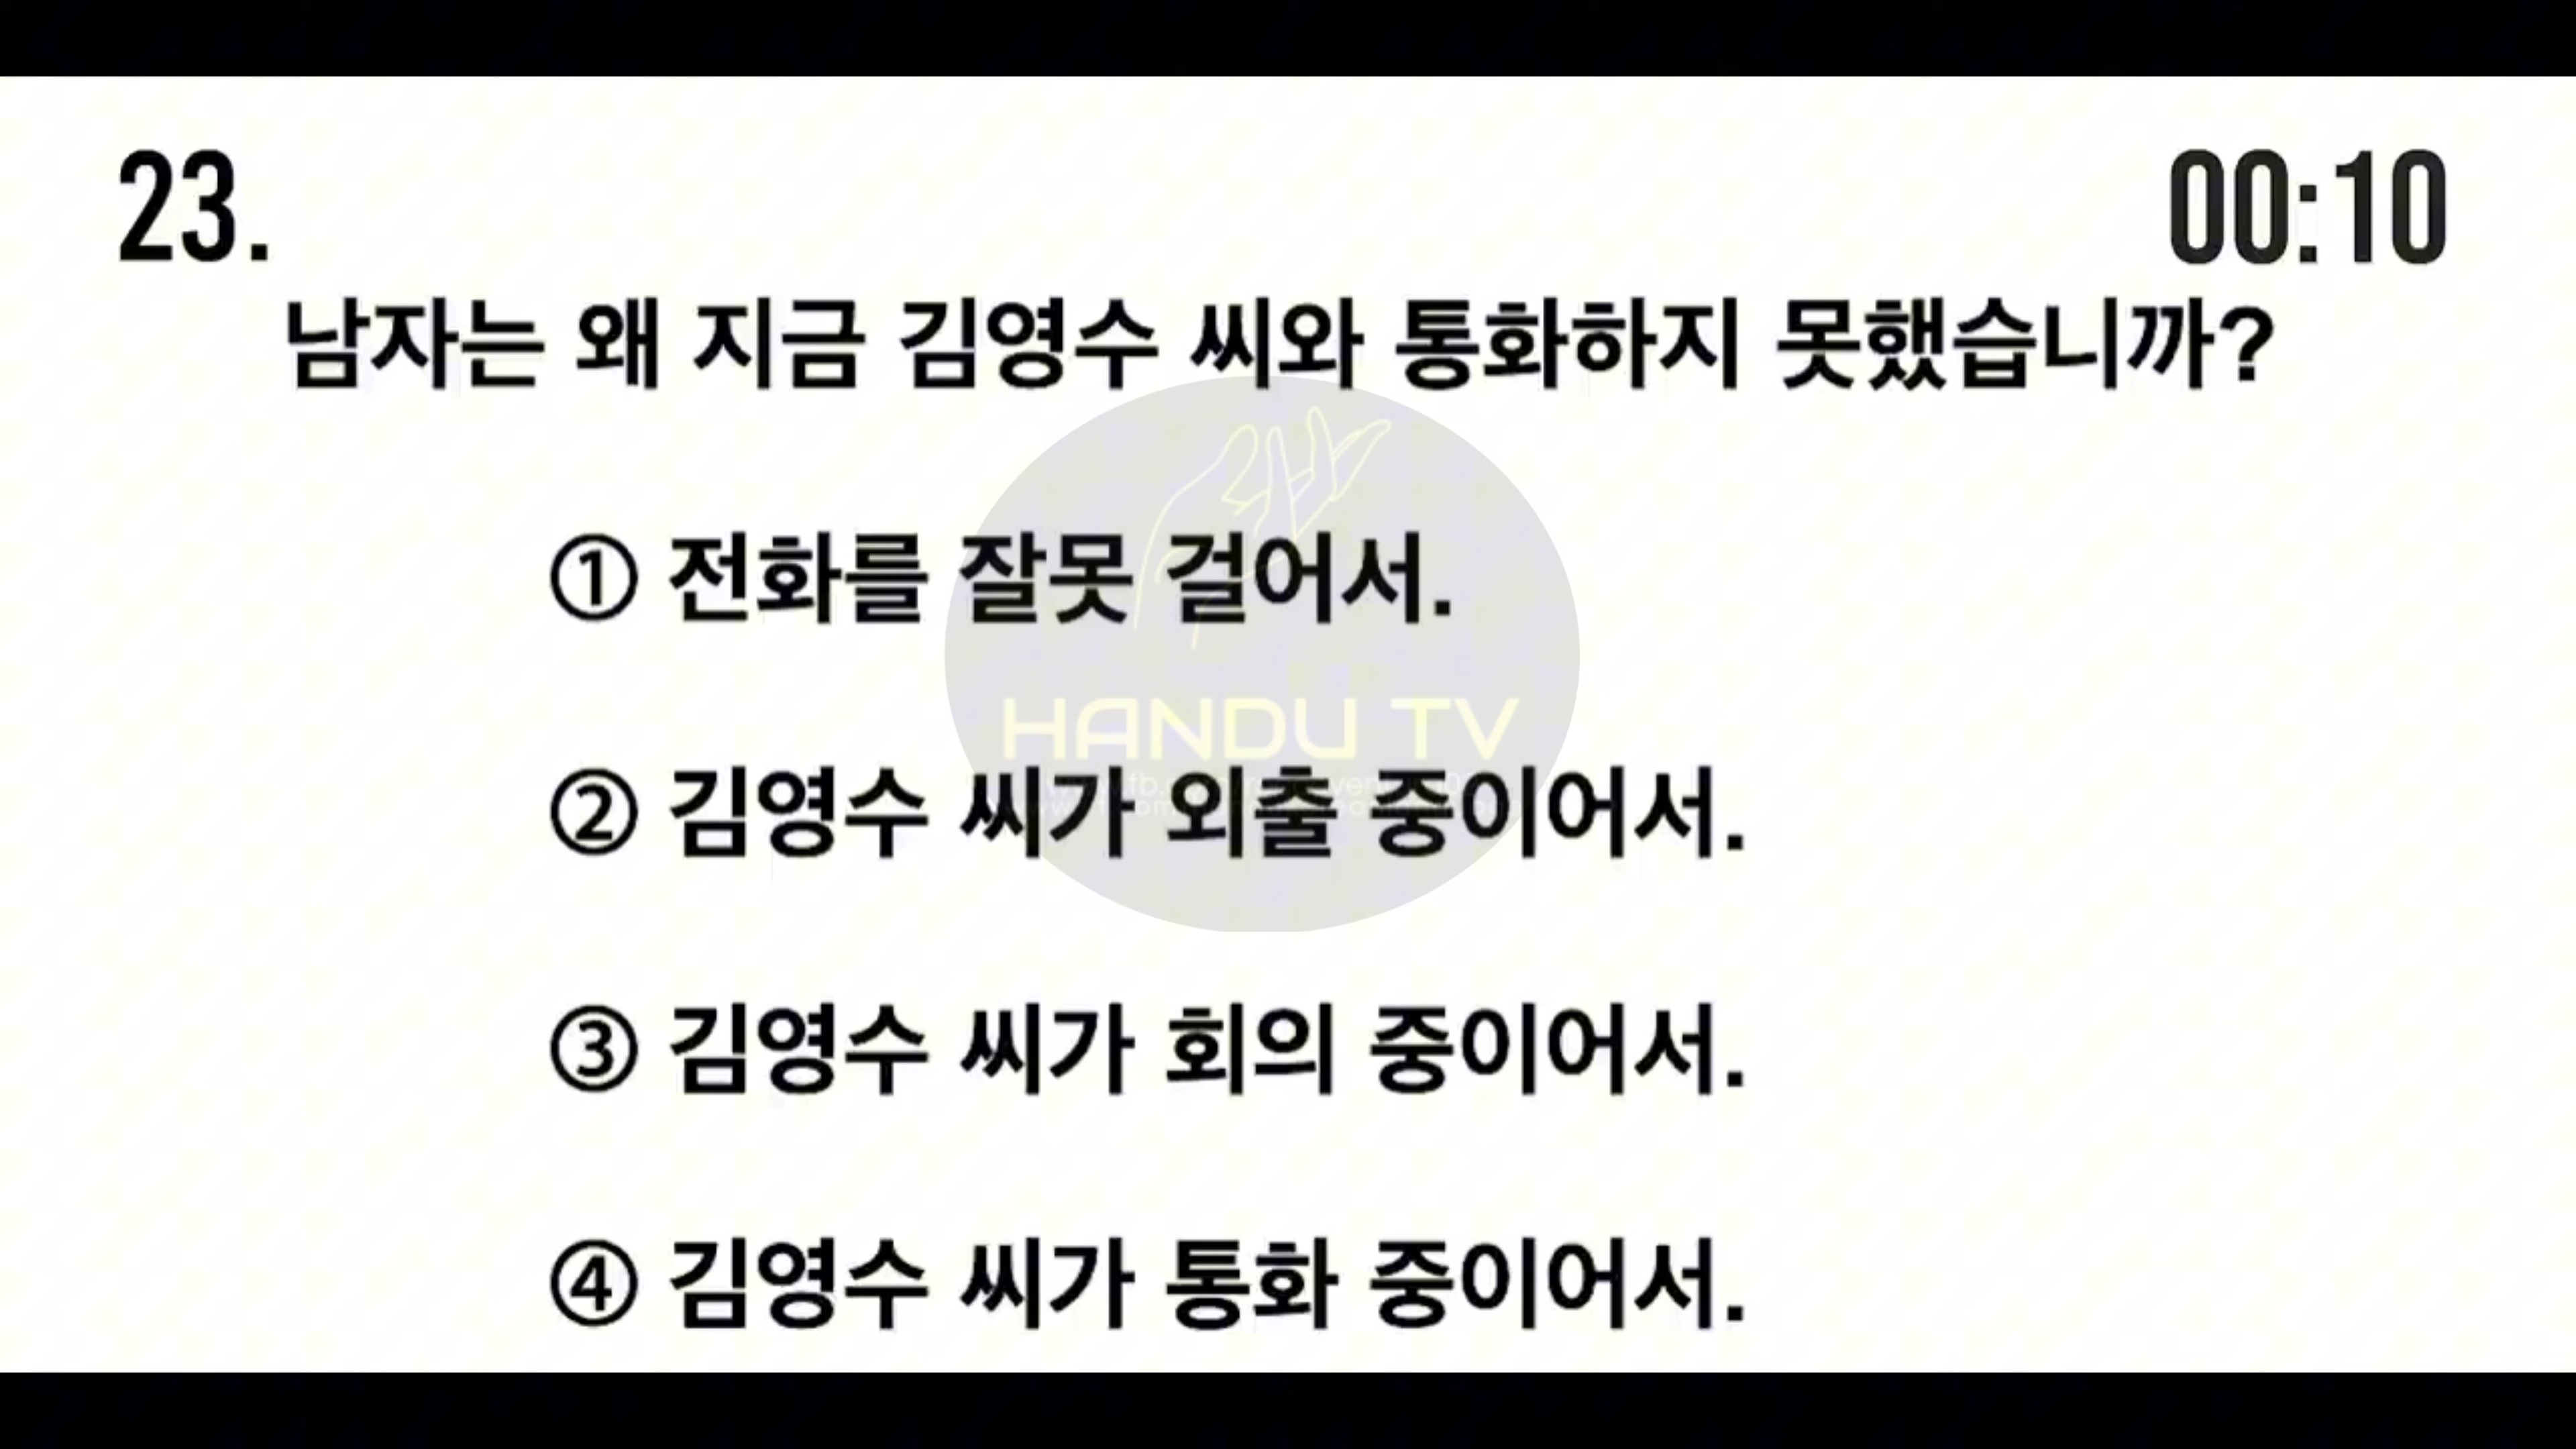 23.
00:10
남자는 왜 지금 김영수 씨와 통화하지 못했습니까?
① 전화를 잘못 걸어서.
HANDU TV
② 김영수 씨가 외출 중이어서.
③ 김영수 씨가 회의 중이어서.
④ 김영수 씨가 통화 중이어서.